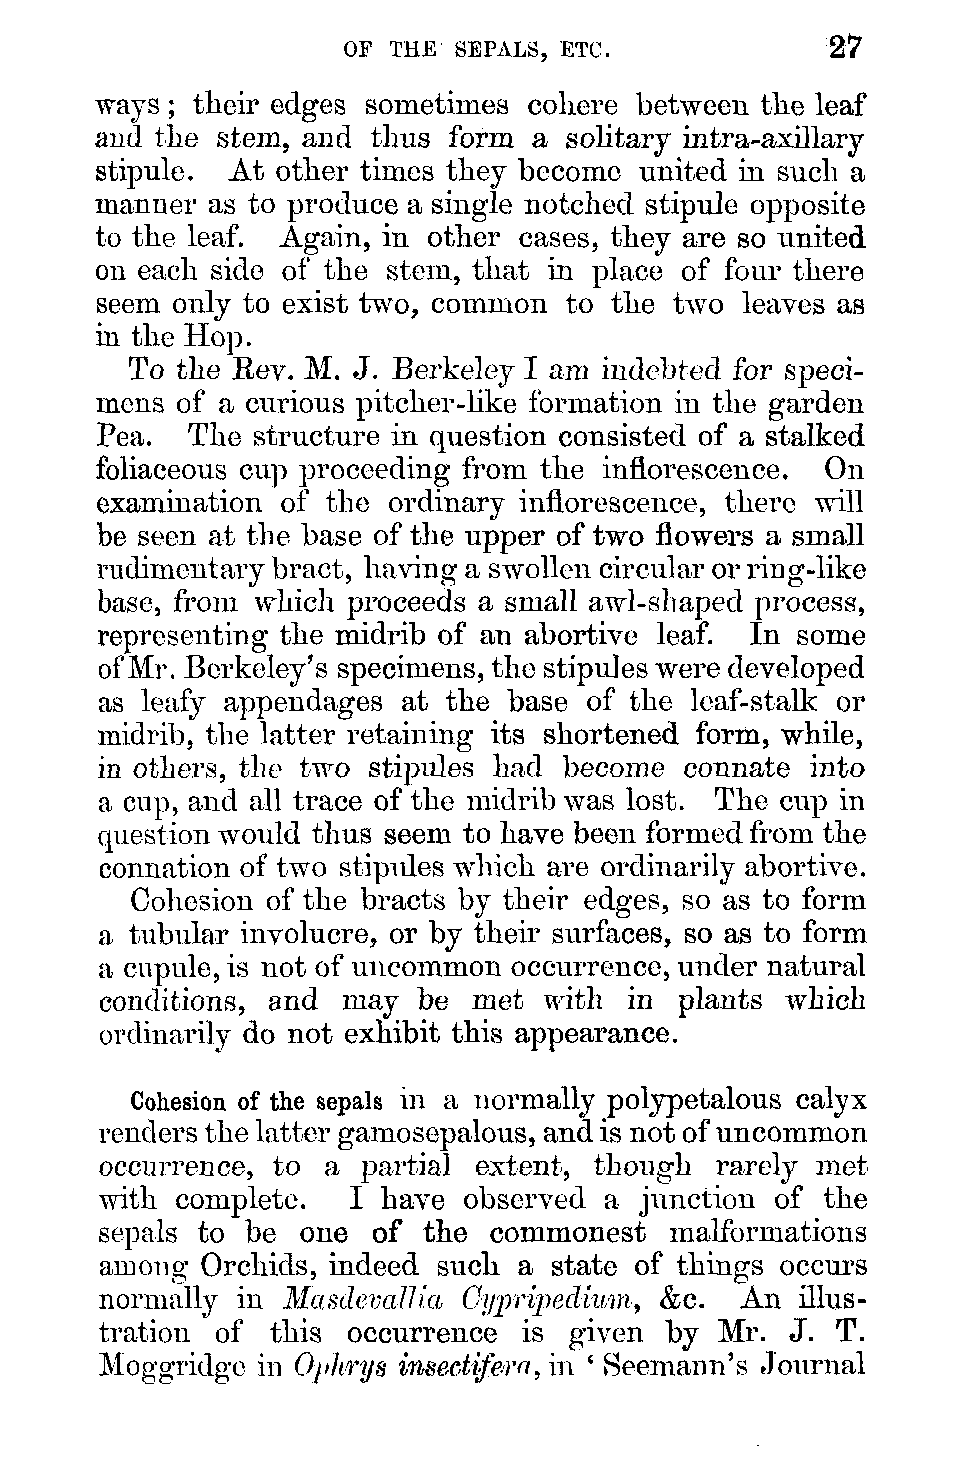 OF THE SEPALS, ETC. 27
ways; their edges sometimes cohere between the leaf
and the stem, and thus form a solitary intra-axillary
stipule. At other times they become united in such a
manner as to produce a single notched stipule opposite
to the leaf. Again, in other cases, they are so united
on each side of the stem, that in place of four there
seem only to exist two, common to the two leaves as
in the Hop.
To the Rev. M. J. Berkeley I am indebted for speci-
mens of a curious pitcher-like formation in the garden
Pea. The structure in question consisted of a stalked
foliaceous cup proceeding from the inflorescence. On
examination of the ordinary inflorescence, there will
be seen at the base of the upper of two flowers a small
rudimentary bract, having a swollen circular or ring-like
base, from which proceeds a small awl-shaped process,
representing the midrib of an abortive leaf. In some
of Mr. Berkeley's specimens, the stipules were developed
as leafy appendages at the base of the leaf-stalk or
midrib, the latter retaining its shortened form, while,
in others, the two stipules had become connate into
a cup, and all trace of the midrib was lost. The cup in
question would thus seem to have been formed from the
connation of two stipules which are ordinarily abortive.
Cohesion of the bracts by their edges, so as to form
a tubular involucre, or by their surfaces, so as to form
a cupule, is not of uncommon occurrence, under natural
conditions, and may be met with in plants which
ordinarily do not exhibit this appearance.
Cohesion of the sepals in a normally polypetalous calyx
renders the latter gamosepalous, and is not of uncommon
occurrence, to a partial extent, though rarely met
with complete. I have observed a junction of the
sepals to be one of the commonest malformations
among Orchids, indeed such a state of things occurs
normally in Masdevallia Cypripedium, &c. An illus-
tration of this occurrence is given by Mr. J. T.
Moggridge in Ophrys insectifera, in ‘Seemann's Journal